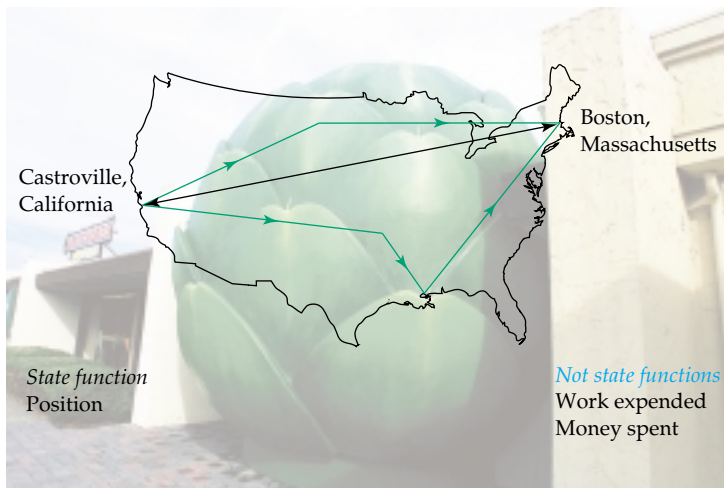 Boston,
Massachusetts
Castroville,
California
State function
Position
Not state functions
Work expended
Money spent